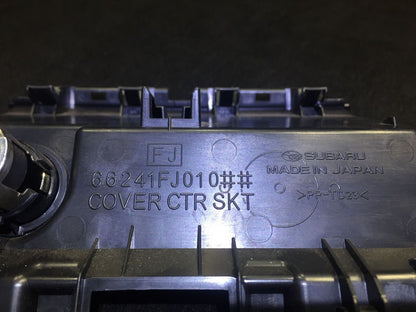 FJ
66241FJ010##
COVER CTR SKT
SUBARU
MADE IN JAPAN
>PP-TD23<